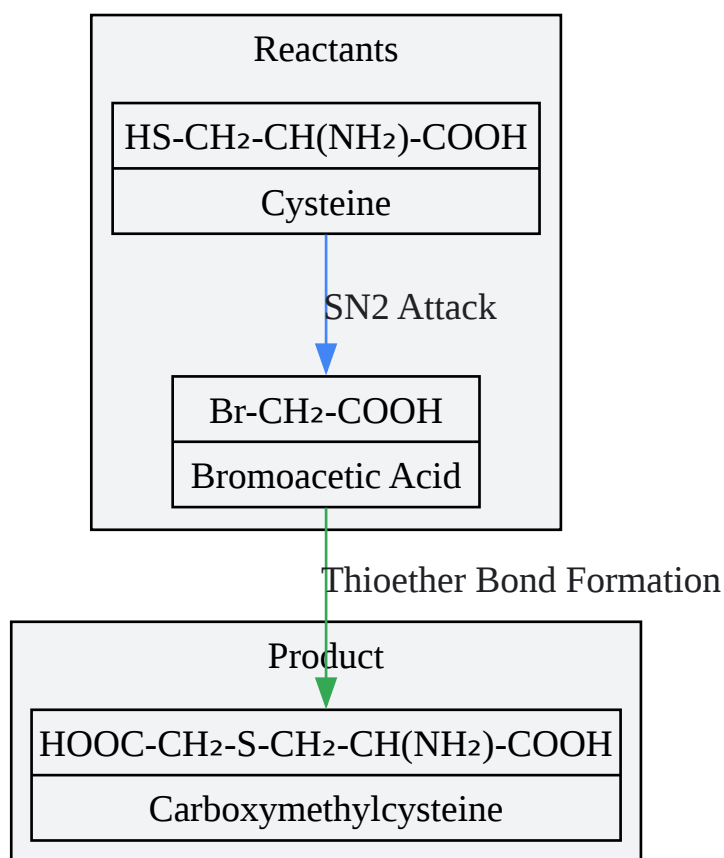 Reactants
HS-CH₂-CH(NH₂)-COOH
Cysteine
SN2 Attack
Br-CH₂-COOH
Bromoacetic Acid
Thioether Bond Formation
Product
HOOC-CH₂-S-CH₂-CH(NH₂)-COOH
Carboxymethylcysteine